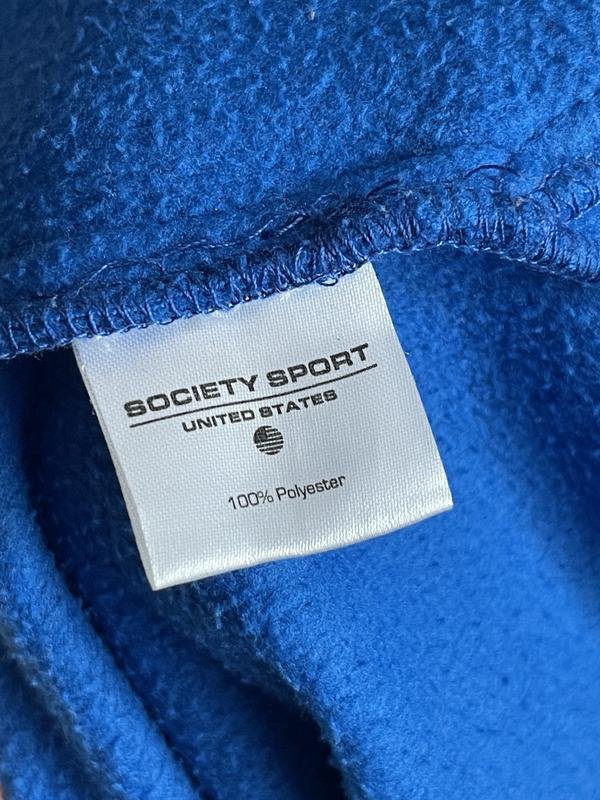 SOCIETY SPORT
UNITED STATES
100% Polyester